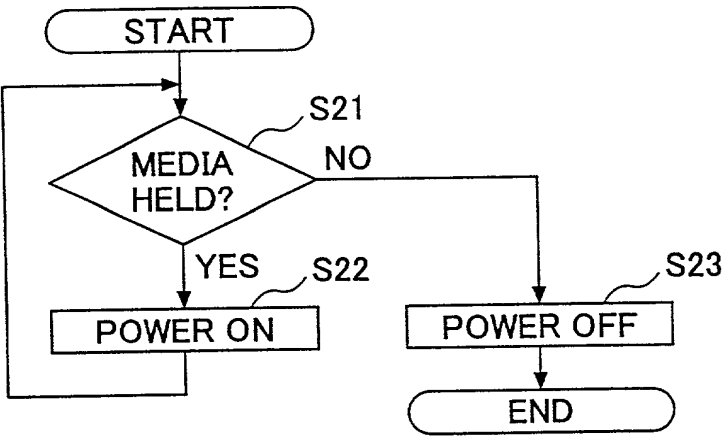 START
S21
MEDIA
HELD?
NO
YES
S22
POWER ON
S23
POWER OFF
END